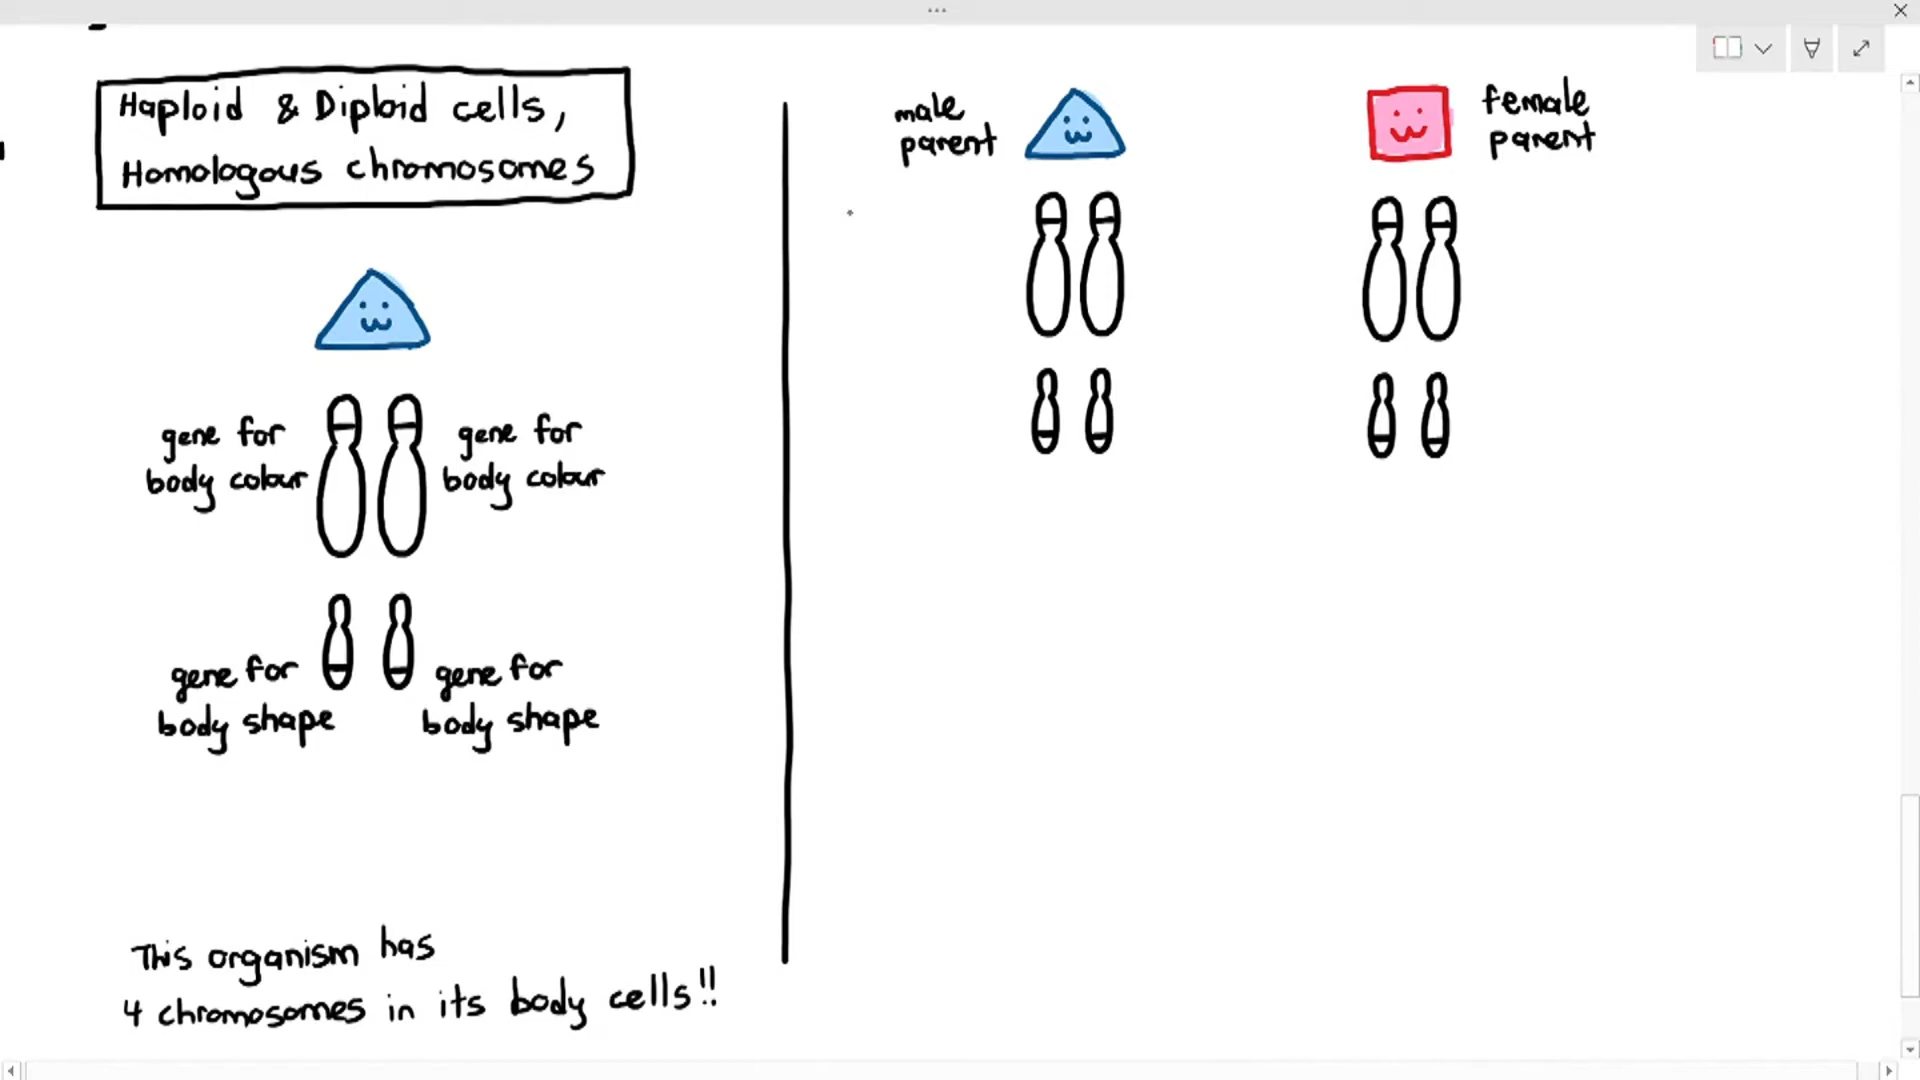 Haploid & Diploid cells,
Homologous chromosomes
gene for
body colour
gene for
body colour
gene for
body shape
gene for
body shape
This organism has
4 chromosomes in its body cells!!
male
parent
female
parent